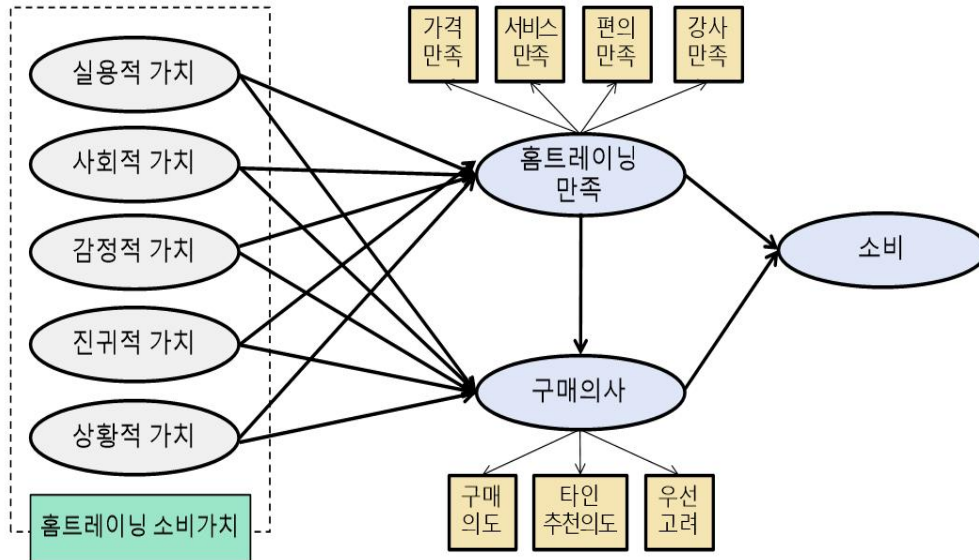 가격
만족
서비스
만족
편의
만족
강사
만족
실용적 가치
사회적 가치
감정적 가치
진귀적 가치
상황적 가치
홈트레이닝 소비가치
홈트레이닝
만족
구매의사
소비
구매
의도
타인
추천의도
우선
고려